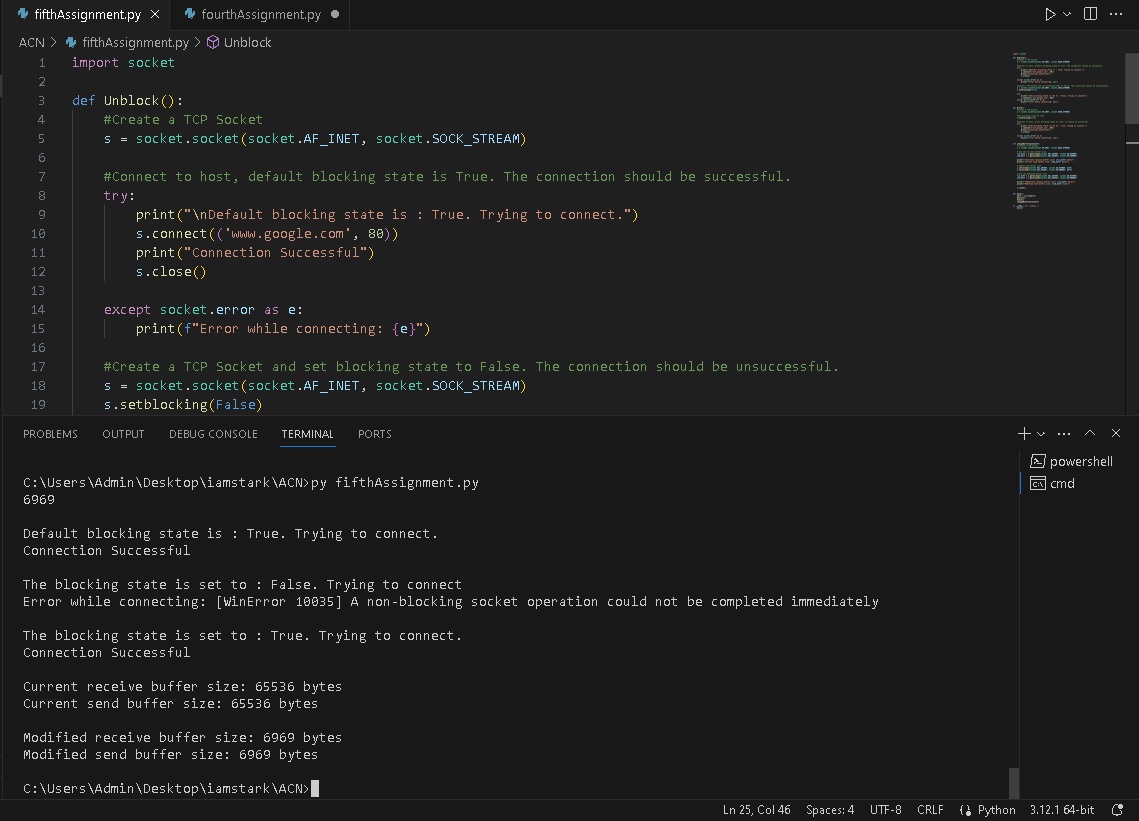 fifthAssignment.py
fourthAssignment.py
ACN > fifthAssignment.py > Unblock
1 import socket
2
3 def Unblock():
4 #Create a TCP Socket
5 s = socket.socket(socket.AF_INET, socket.SOCK_STREAM)
6
7 #Connect to host, default blocking state is True. The connection should be successful.
8 try:
9 print("\nDefault blocking state is : True. Trying to connect.")
10 s.connect(('www.google.com', 80))
11 print("Connection Successful")
12 s.close()
13
14 except socket.error as e:
15 print(f"Error while connecting: {e}")
16
17 #Create a TCP Socket and set blocking state to False. The connection should be unsuccessful.
18 s = socket.socket(socket.AF_INET, socket.SOCK_STREAM)
19 s.setblocking(False)
PROBLEMS OUTPUT DEBUG CONSOLE TERMINAL PORTS
powershell
cmd
C:\Users\Admin\Desktop\iamstark\ACN>py fifthAssignment.py
6969
Default blocking state is : True. Trying to connect.
Connection Successful
The blocking state is set to : False. Trying to connect
Error while connecting: [WinError 10035] A non-blocking socket operation could not be completed immediately
The blocking state is set to : True. Trying to connect.
Connection Successful
Current receive buffer size: 65536 bytes
Current send buffer size: 65536 bytes
Modified receive buffer size: 6969 bytes
Modified send buffer size: 6969 bytes
C:\Users\Admin\Desktop\iamstark\ACN>
Ln 25, Col 46 Spaces: 4 UTF-8 CRLF Python 3.12.1 64-bit